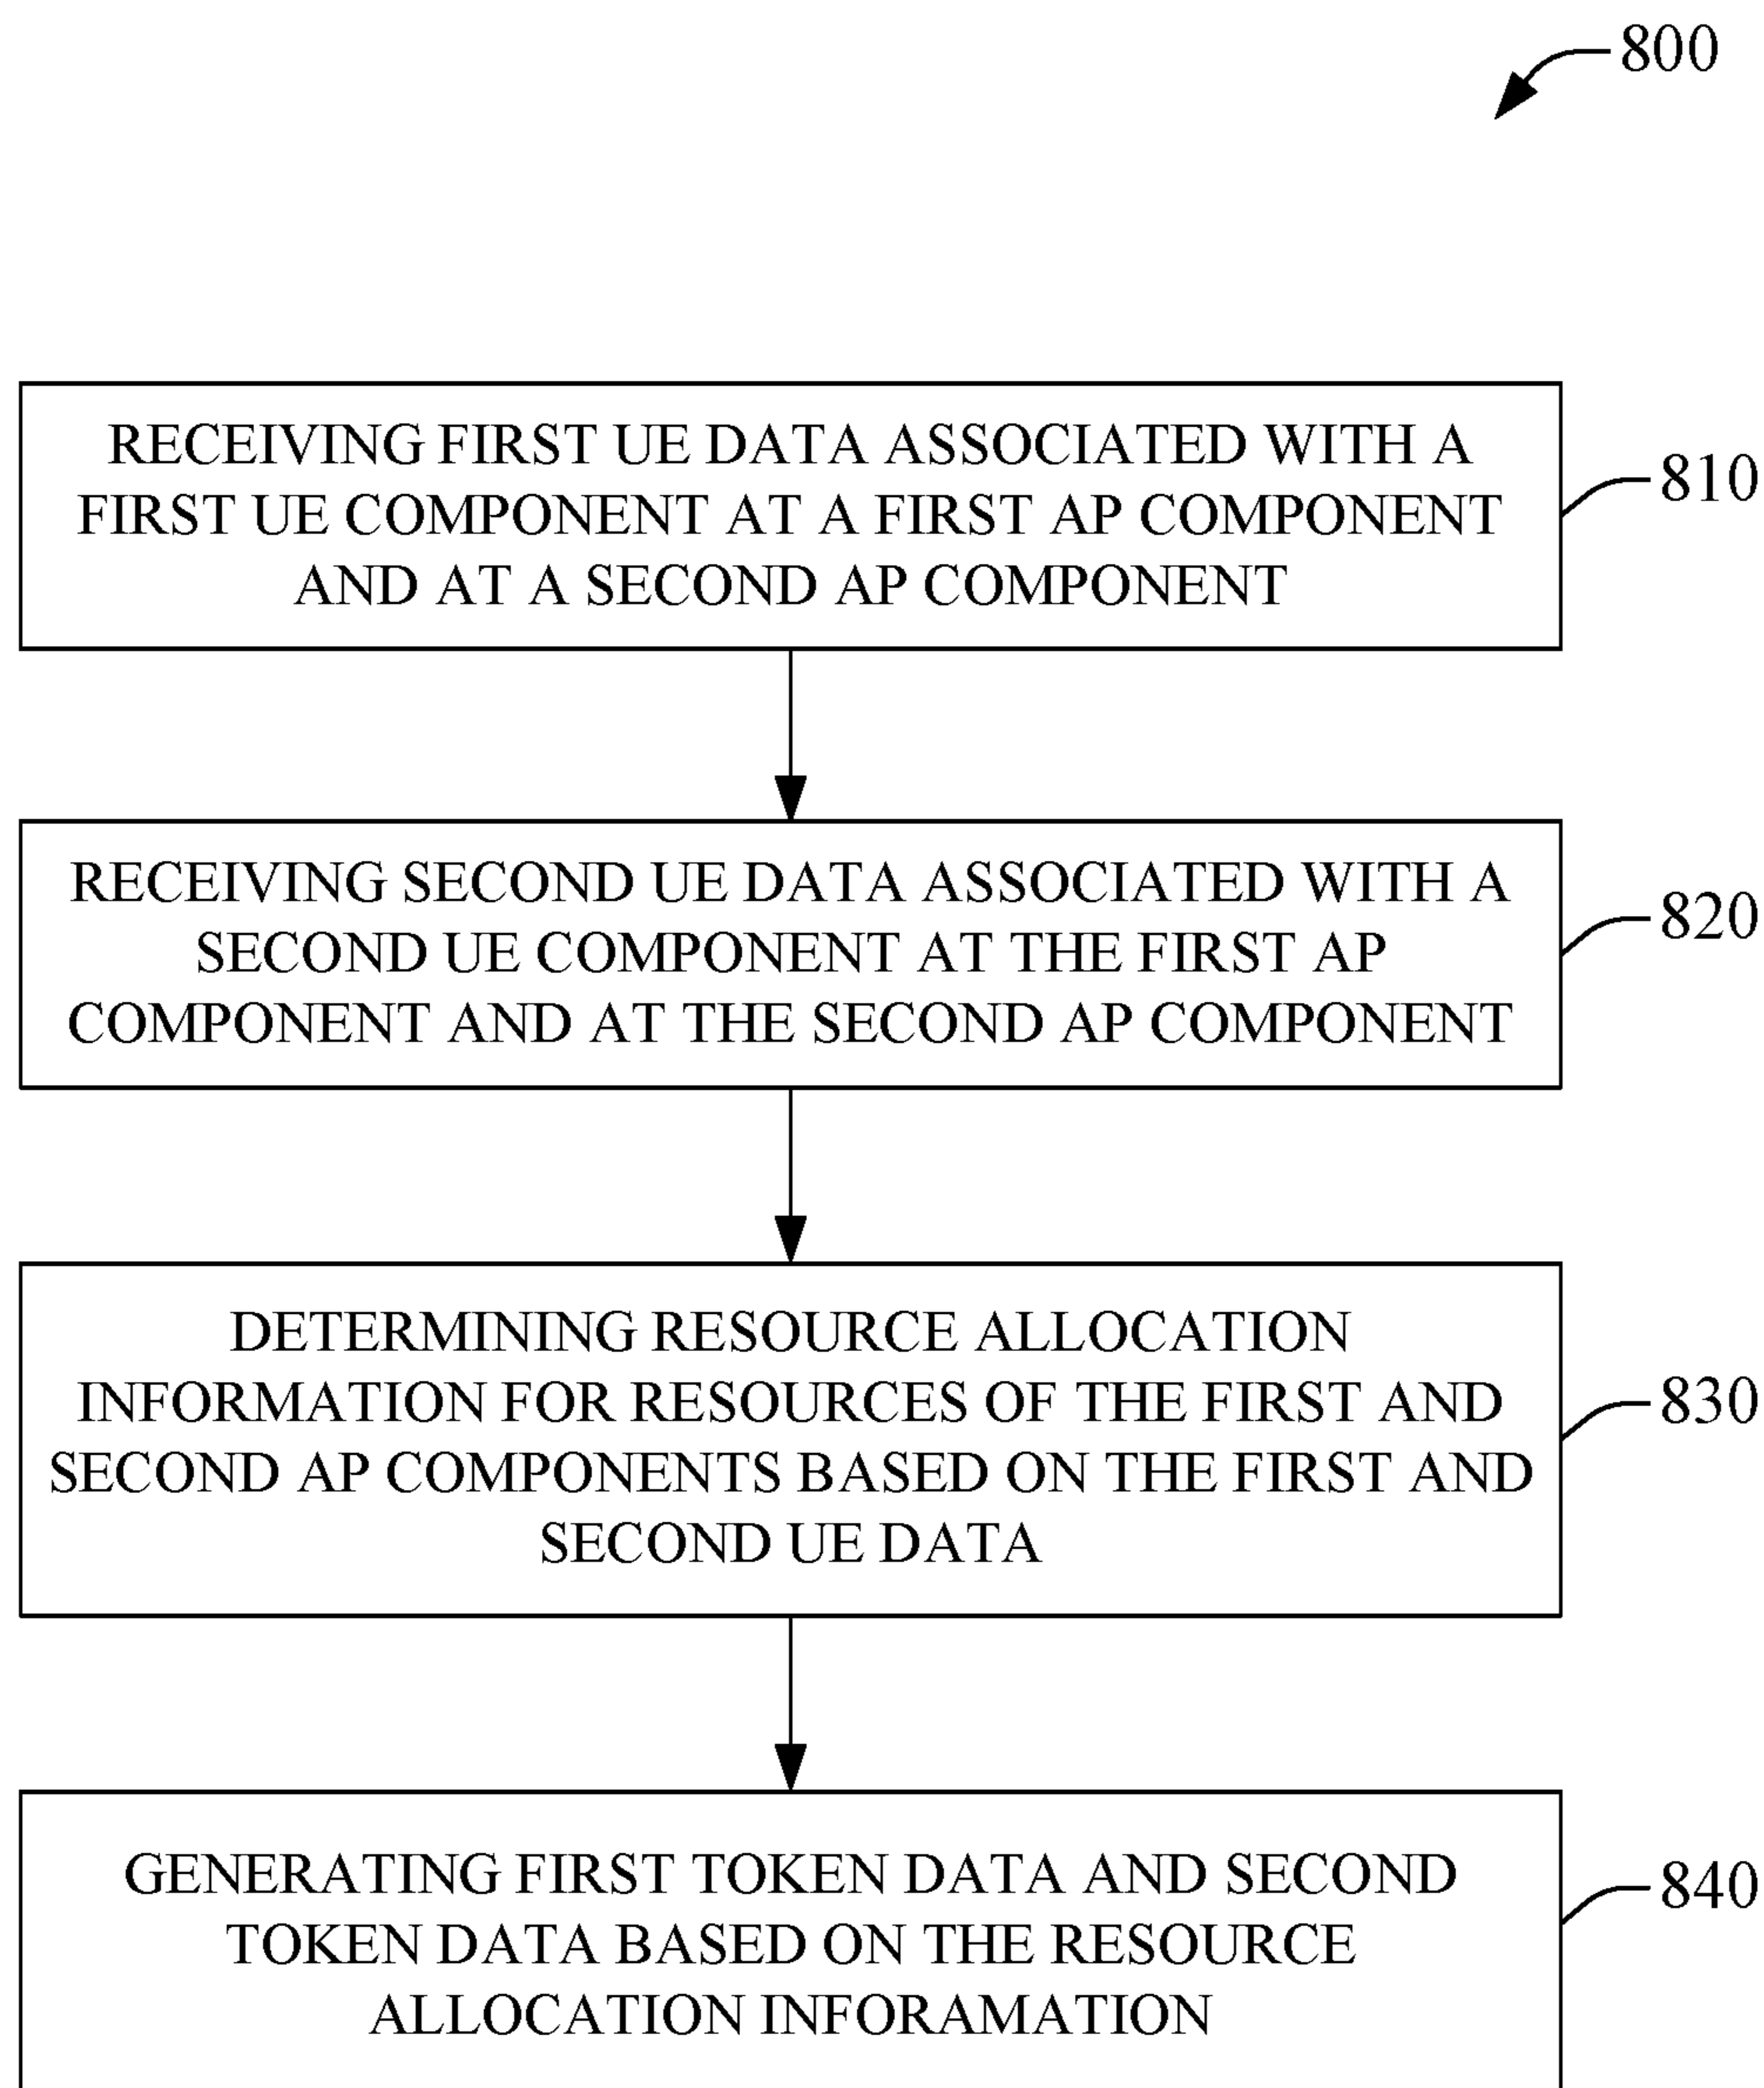 800
RECEIVING FIRST UE DATA ASSOCIATED WITH A
FIRST UE COMPONENT AT A FIRST AP COMPONENT
AND AT A SECOND AP COMPONENT
810
RECEIVING SECOND UE DATA ASSOCIATED WITH A
SECOND UE COMPONENT AT THE FIRST AP
COMPONENT AND AT THE SECOND AP COMPONENT
820
DETERMINING RESOURCE ALLOCATION
INFORMATION FOR RESOURCES OF THE FIRST AND
SECOND AP COMPONENTS BASED ON THE FIRST AND
SECOND UE DATA
830
GENERATING FIRST TOKEN DATA AND SECOND
TOKEN DATA BASED ON THE RESOURCE
ALLOCATION INFORAMATION
840